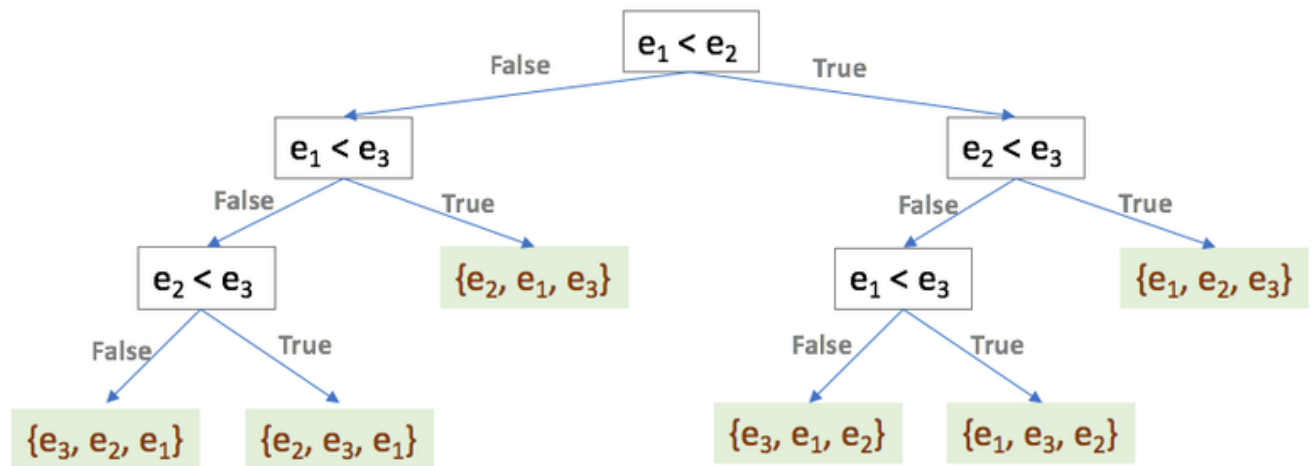 e₁ < e₂
False
True
e₁ < e₃
e₂ < e₃
False
True
False
True
e₂ < e₃
{e₂, e₁, e₃}
e₁ < e₃
{e₁, e₂, e₃}
False
True
False
True
{e₃, e₂, e₁}
{e₂, e₃, e₁}
{e₃, e₁, e₂}
{e₁, e₃, e₂}